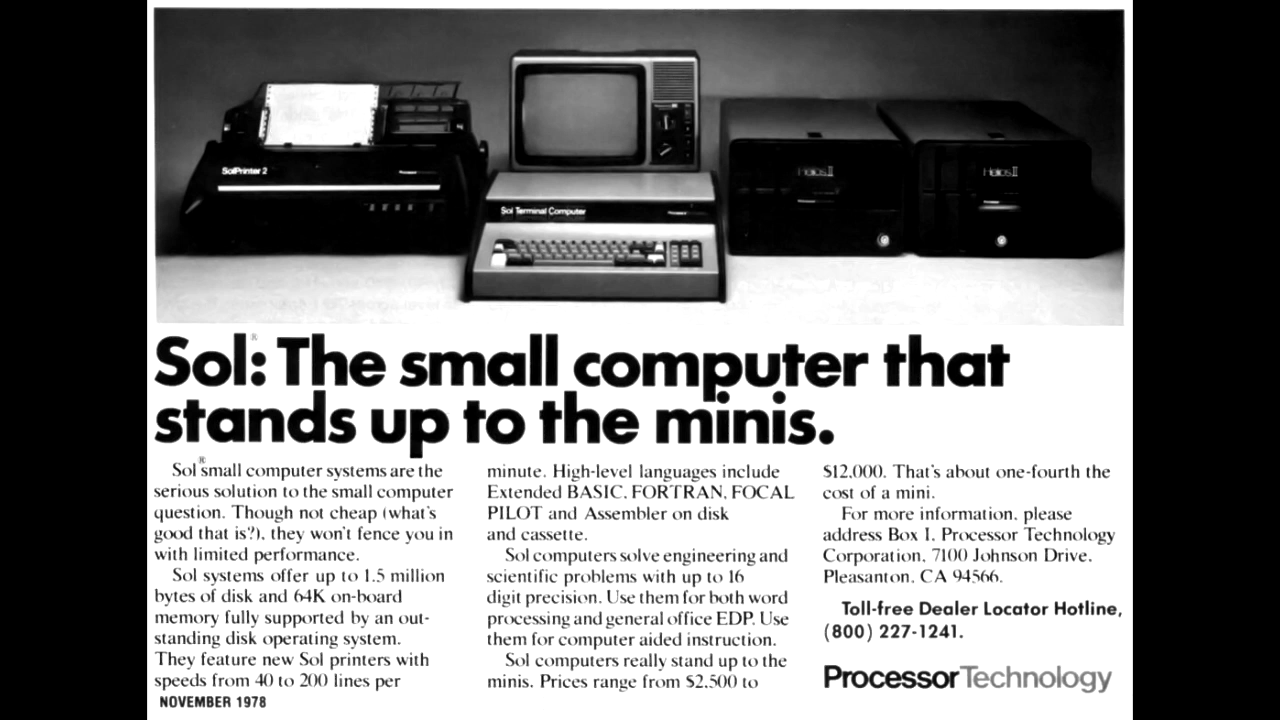 SolPrinter 2
Sol Terminal Computer
Helios II
Helios II
Sol®: The small computer that
stands up to the minis.
Sol® small computer systems are the
serious solution to the small computer
question. Though not cheap (what's
good that is?), they won't fence you in
with limited performance.
Sol systems offer up to 1.5 million
bytes of disk and 64K on-board
memory fully supported by an out-
standing disk operating system.
They feature new Sol printers with
speeds from 40 to 200 lines per
minute. High-level languages include
Extended BASIC, FORTRAN, FOCAL
PILOT and Assembler on disk
and cassette.
Sol computers solve engineering and
scientific problems with up to 16
digit precision. Use them for both word
processing and general office EDP. Use
them for computer aided instruction.
Sol computers really stand up to the
minis. Prices range from $2,500 to
$12,000. That's about one-fourth the
cost of a mini.
For more information, please
address Box I, Processor Technology
Corporation, 7100 Johnson Drive,
Pleasanton, CA 94566.
Toll-free Dealer Locator Hotline,
(800) 227-1241.
ProcessorTechnology
NOVEMBER 1978